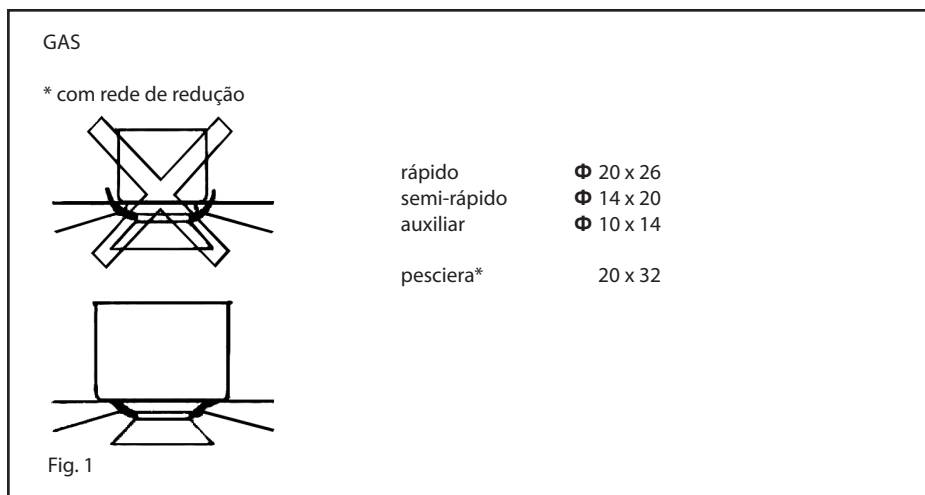 GAS
* com rede de redução
rápido Φ 20 x 26
semi-rápido Φ 14 x 20
auxiliar Φ 10 x 14
pesciera* 20 x 32
Fig. 1